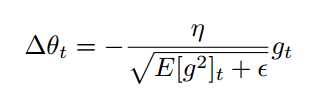 Δθ_t = − η / √(E[g²]_t + ϵ) g_t